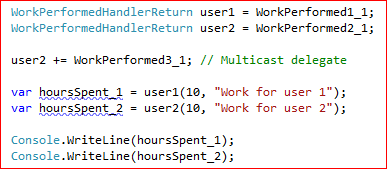 WorkPerformedHandlerReturn user1 = WorkPerformed1_1;
WorkPerformedHandlerReturn user2 = WorkPerformed2_1;
user2 += WorkPerformed3_1; // Multicast delegate
var hoursSpent_1 = user1(10, "Work for user 1");
var hoursSpent_2 = user2(10, "Work for user 2");
Console.WriteLine(hoursSpent_1);
Console.WriteLine(hoursSpent_2);